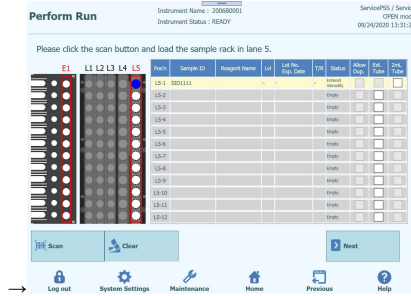 Perform Run
Instrument Name : 2006B0001
Instrument Status : READY
ServicePSS / Servic
OPEN mod
09/24/2020 13:31:2
Please click the scan button and load the sample rack in lane 5.
E1 L1 L2 L3 L4 L5
Pos'n Sample ID Reagent Name Lvl Lot No. Exp. Date T/R Status Allow Dup. Ext. Tube 2mL Tube
L5-1 SID1111 - - - Entered manually
L5-2 Empty
L5-3 Empty
L5-4 Empty
L5-5 Empty
L5-6 Empty
L5-7 Empty
L5-8 Empty
L5-9 Empty
L5-10 Empty
L5-11 Empty
L5-12 Empty
Scan Clear Next
Log out System Settings Maintenance Home Previous Help